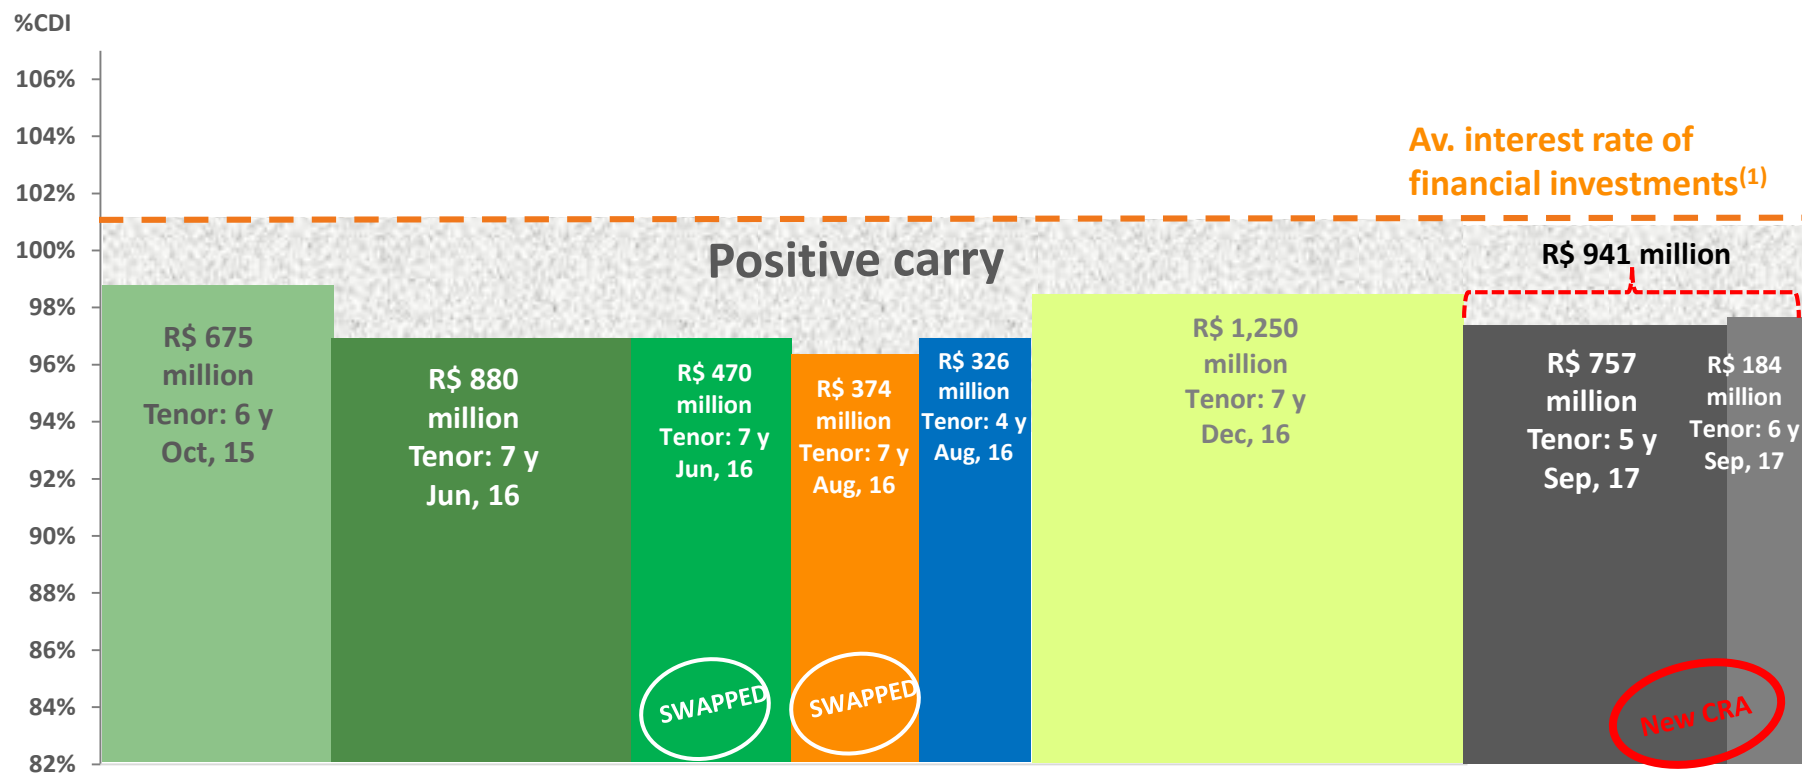 %CDI
106%
104%
102%
100%
98%
96%
94%
92%
90%
88%
86%
84%
82%
Av. interest rate of
financial investments(1)
Positive carry
R$ 941 million
R$ 675
million
Tenor: 6 y
Oct, 15
R$ 880
million
Tenor: 7 y
Jun, 16
R$ 470
million
Tenor: 7 y
Jun, 16
SWAPPED
R$ 374
million
Tenor: 7 y
Aug, 16
SWAPPED
R$ 326
million
Tenor: 4 y
Aug, 16
R$ 1,250
million
Tenor: 7 y
Dec, 16
R$ 757
million
Tenor: 5 y
Sep, 17
R$ 184
million
Tenor: 6 y
Sep, 17
New CRA